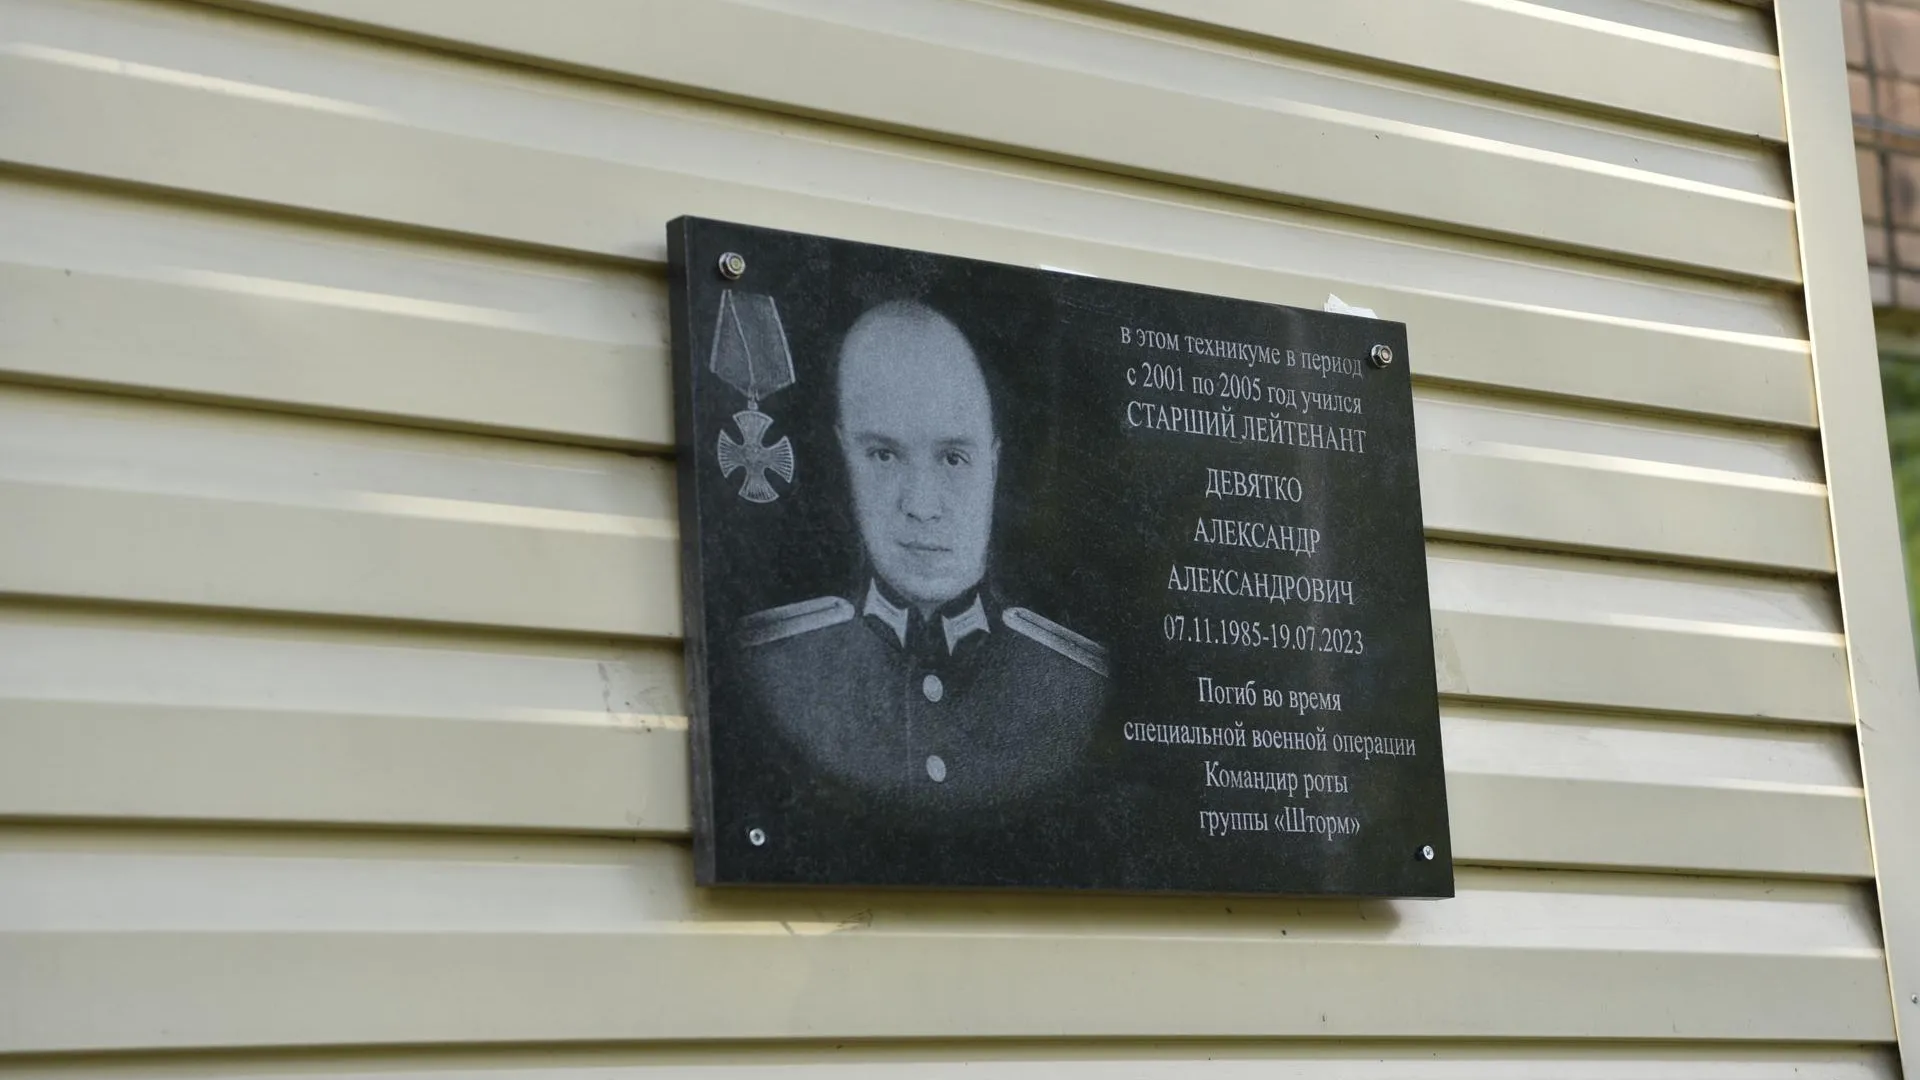 в этом техникуме в период
с 2001 по 2005 год учился
СТАРШИЙ ЛЕЙТЕНАНТ
ДЕВЯТКО
АЛЕКСАНДР
АЛЕКСАНДРОВИЧ
07.11.1985-19.07.2023
Погиб во время
специальной военной операции
Командир роты
группы «Шторм»